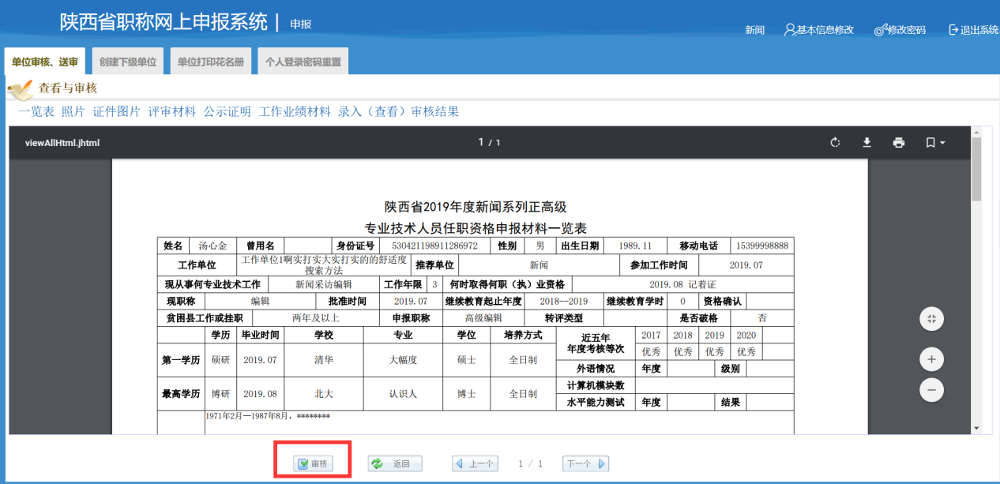 陕西省职称网上申报系统 | 申报
新闻 基本信息修改 修改密码 退出系统
单位审核、送审 创建下级单位 单位打印花名册 个人登录密码重置
查看与审核
一览表 照片 证件图片 评审材料 公示证明 工作业绩材料 录入（查看）审核结果
viewAllHtml.jhtml 1 / 1
陕西省2019年度新闻系列正高级
专业技术人员任职资格申报材料一览表
姓名 汤心金 曾用名 身份证号 530421198911286972 性别 男 出生日期 1989.11 移动电话 15399998888
工作单位 工作单位1啊实打实大实打实的的舒适度搜索方法 推荐单位 新闻 参加工作时间 2019.07
现从事何专业技术工作 新闻采访编辑 工作年限 3 何时取得何职（执）业资格 2019.08 记着证
现职称 编辑 批准时间 2019.07 继续教育起止年度 2018--2019 继续教育学时 0 资格确认
贫困县工作或挂职 两年及以上 申报职称 高级编辑 转评类型 是否破格 否
学历 毕业时间 学校 专业 学位 培养方式 近五年年度考核等次 2017 2018 2019 2020
优秀 优秀 优秀 优秀
第一学历 硕研 2019.07 清华 大幅度 硕士 全日制
外语情况 年度 级别
最高学历 博研 2019.08 北大 认识人 博士 全日制
计算机模块数
水平能力测试 年度 结果
1971年2月—1987年8月，********
审核 返回 上一个 1 / 1 下一个